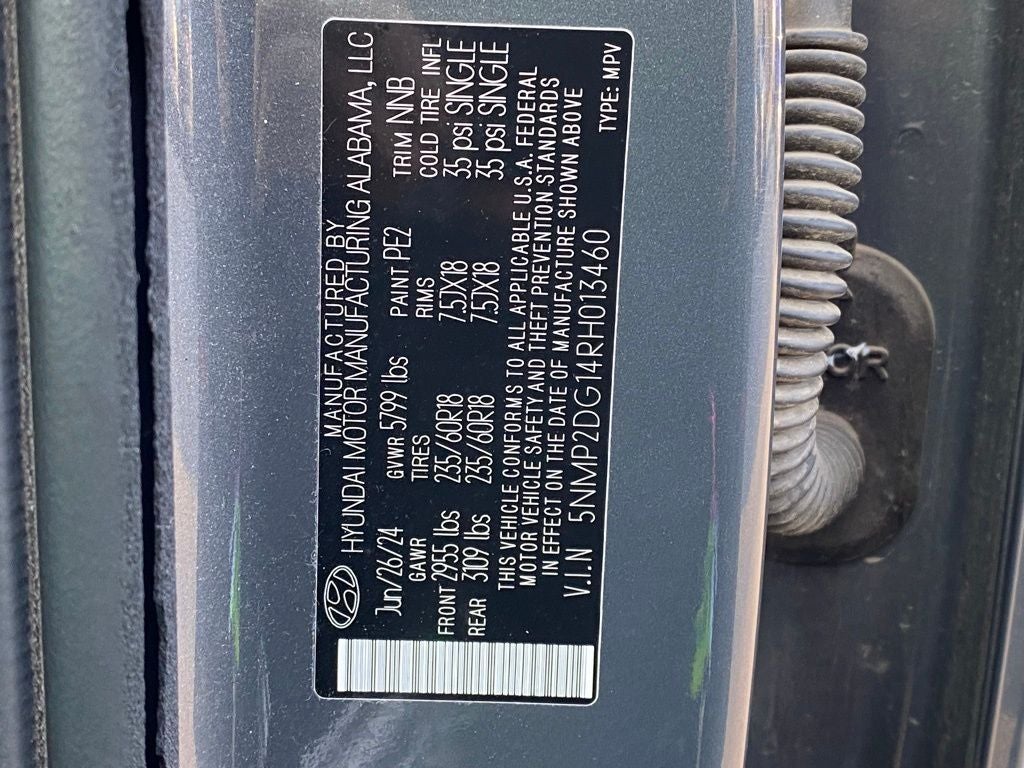 MANUFACTURED BY
HYUNDAI MOTOR MANUFACTURING ALABAMA, LLC
Jun/26/24 GVWR 5799 lbs PAINT PE2 TRIM NNB
GAWR TIRES RIMS COLD TIRE INFL
FRONT 2955 lbs 235/60R18 7.5JX18 35 psi SINGLE
REAR 3109 lbs 235/60R18 7.5JX18 35 psi SINGLE
THIS VEHICLE CONFORMS TO ALL APPLICABLE U.S.A. FEDERAL
MOTOR VEHICLE SAFETY AND THEFT PREVENTION STANDARDS
IN EFFECT ON THE DATE OF MANUFACTURE SHOWN ABOVE
V.I.N 5NMP2DG14RH013460 TYPE: MPV